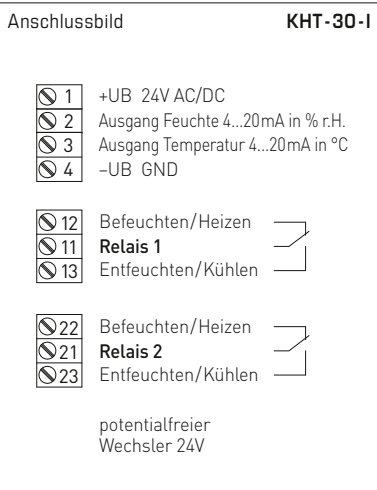 Anschlussbild KHT-30-I
1 +UB 24V AC/DC
2 Ausgang Feuchte 4...20mA in % r.H.
3 Ausgang Temperatur 4...20mA in °C
4 –UB GND
12 Befeuchten/Heizen
11 Relais 1
13 Entfeuchten/Kühlen
22 Befeuchten/Heizen
21 Relais 2
23 Entfeuchten/Kühlen
potentialfreier
Wechsler 24V